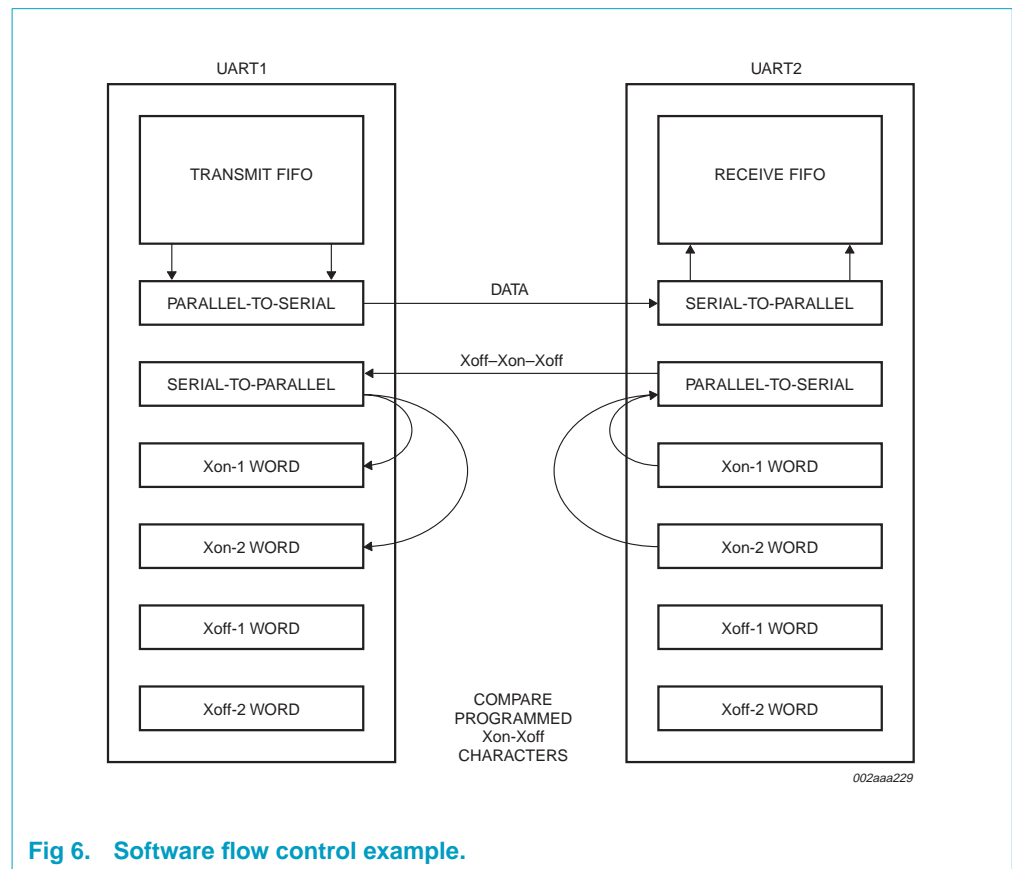 UART1
UART2
TRANSMIT FIFO
RECEIVE FIFO
PARALLEL-TO-SERIAL
DATA
SERIAL-TO-PARALLEL
Xoff–Xon–Xoff
SERIAL-TO-PARALLEL
PARALLEL-TO-SERIAL
Xon-1 WORD
Xon-1 WORD
Xon-2 WORD
Xon-2 WORD
Xoff-1 WORD
Xoff-1 WORD
Xoff-2 WORD
Xoff-2 WORD
COMPARE
PROGRAMMED
Xon-Xoff
CHARACTERS
002aaa229
Fig 6. Software flow control example.